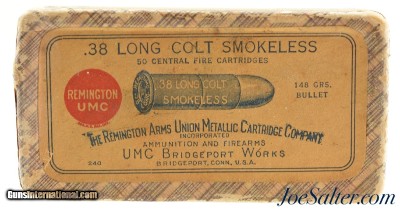 .38 LONG COLT SMOKELESS
50 CENTRAL FIRE CARTRIDGES
REMINGTON
UMC
38 LONG COLT
SMOKELESS
148 GRS.
BULLET
THE REMINGTON ARMS UNION METALLIC CARTRIDGE COMPANY
INCORPORATED
AMMUNITION AND FIREARMS
UMC BRIDGEPORT WORKS
BRIDGEPORT, CONN., U.S.A.
GunsInternational.com
JoeSalter.com